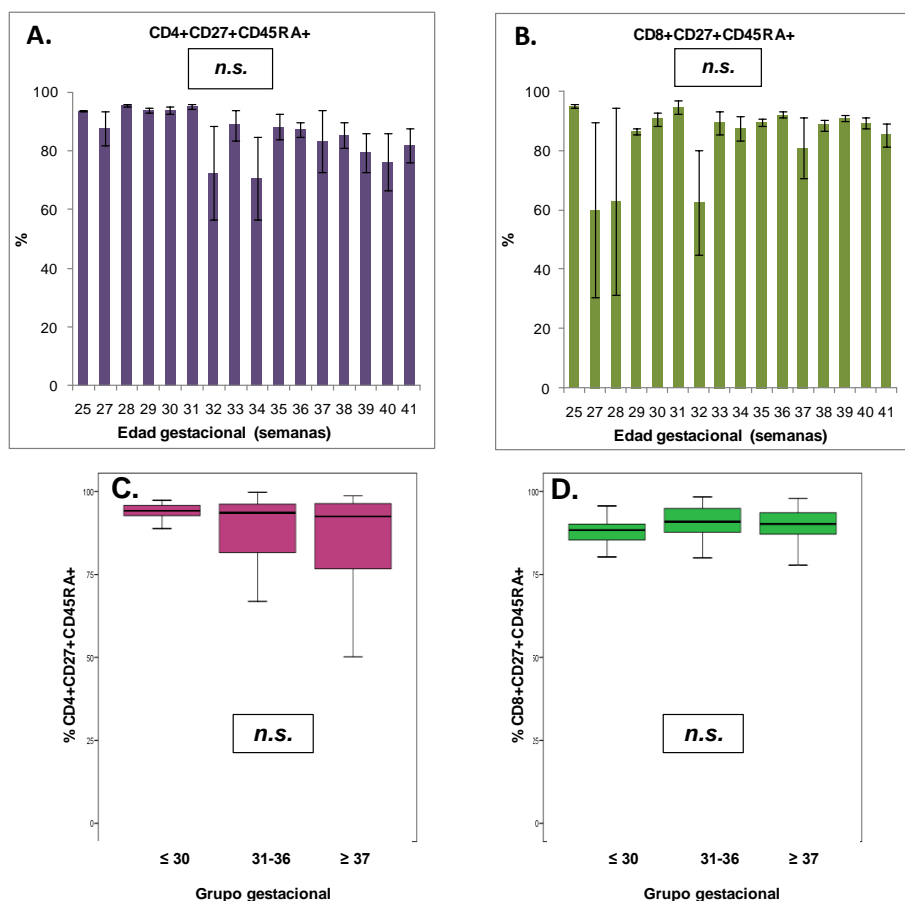 A.
CD4+CD27+CD45RA+
n.s.
100
80
60
40
20
0
%
25 27 28 29 30 31 32 33 34 35 36 37 38 39 40 41
Edad gestacional (semanas)
B.
CD8+CD27+CD45RA+
n.s.
100
80
60
40
20
0
%
25 27 28 29 30 31 32 33 34 35 36 37 38 39 40 41
Edad gestacional (semanas)
C.
% CD4+CD27+CD45RA+
100
75
50
25
0
n.s.
≤ 30 31-36 ≥ 37
Grupo gestacional
D.
% CD8+CD27+CD45RA+
100
75
50
25
0
n.s.
≤ 30 31-36 ≥ 37
Grupo gestacional